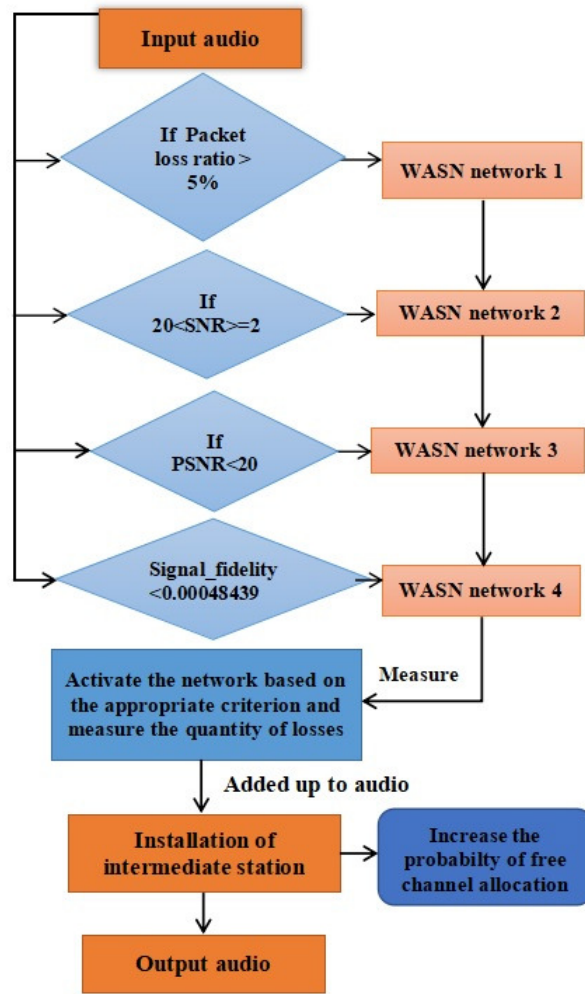 Input audio
If Packet
loss ratio >
5%
WASN network 1
If
20<SNR>=2
WASN network 2
If
PSNR<20
WASN network 3
Signal_fidelity
<0.00048439
WASN network 4
Activate the network based on
the appropriate criterion and
measure the quantity of losses
Measure
Added up to audio
Installation of
intermediate station
Increase the
probabilty of free
channel allocation
Output audio